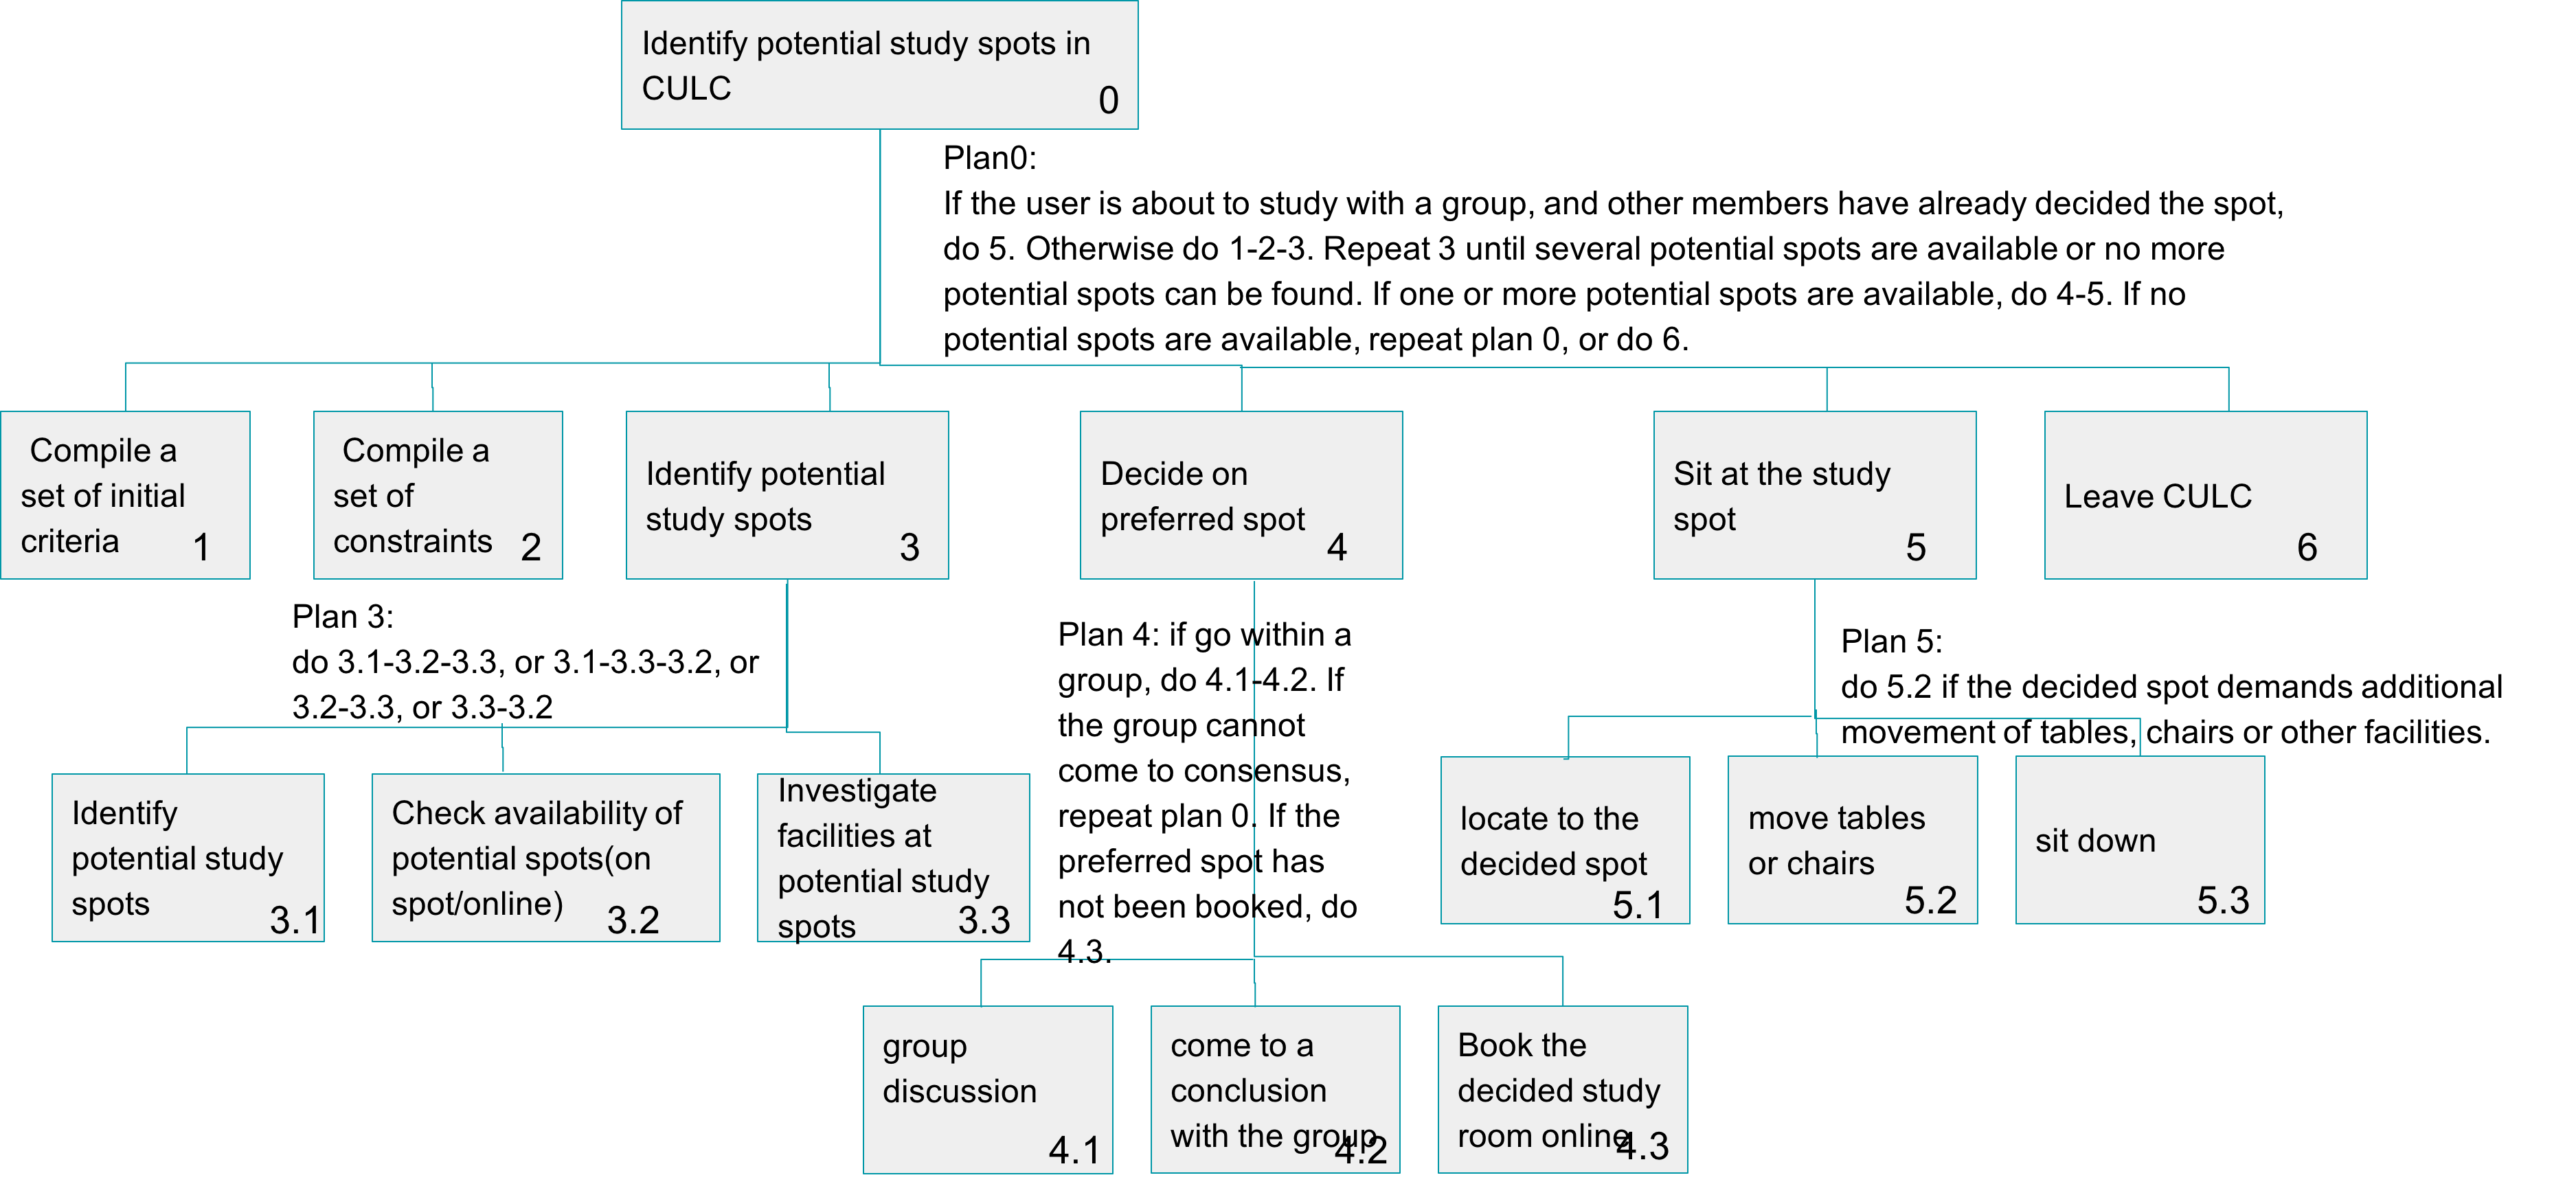 Identify potential study spots in
CULC
0
Plan0:
If the user is about to study with a group, and other members have already decided the spot,
do 5. Otherwise do 1-2-3. Repeat 3 until several potential spots are available or no more
potential spots can be found. If one or more potential spots are available, do 4-5. If no
potential spots are available, repeat plan 0, or do 6.
Compile a
set of initial
criteria
1
Compile a
set of
constraints
2
Identify potential
study spots
3
Decide on
preferred spot
4
Sit at the study
spot
5
Leave CULC
6
Plan 3:
do 3.1-3.2-3.3, or 3.1-3.3-3.2, or
3.2-3.3, or 3.3-3.2
Plan 4: if go within a
group, do 4.1-4.2. If
the group cannot
come to consensus,
repeat plan 0. If the
preferred spot has
not been booked, do
4.3.
Plan 5:
do 5.2 if the decided spot demands additional
movement of tables, chairs or other facilities.
Identify
potential study
spots
3.1
Check availability of
potential spots(on
spot/online)
3.2
Investigate
facilities at
potential study
spots
3.3
locate to the
decided spot
5.1
move tables
or chairs
5.2
sit down
5.3
group
discussion
4.1
come to a
conclusion
with the group
4.2
Book the
decided study
room online
4.3